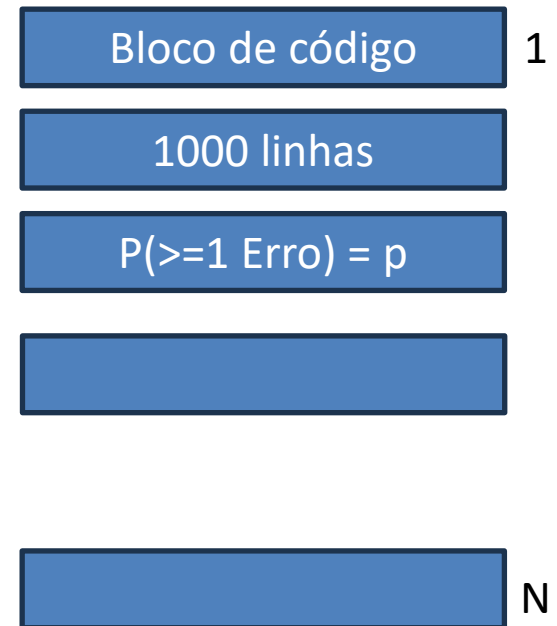 Bloco de código 1
1000 linhas
P(>=1 Erro) = p
N